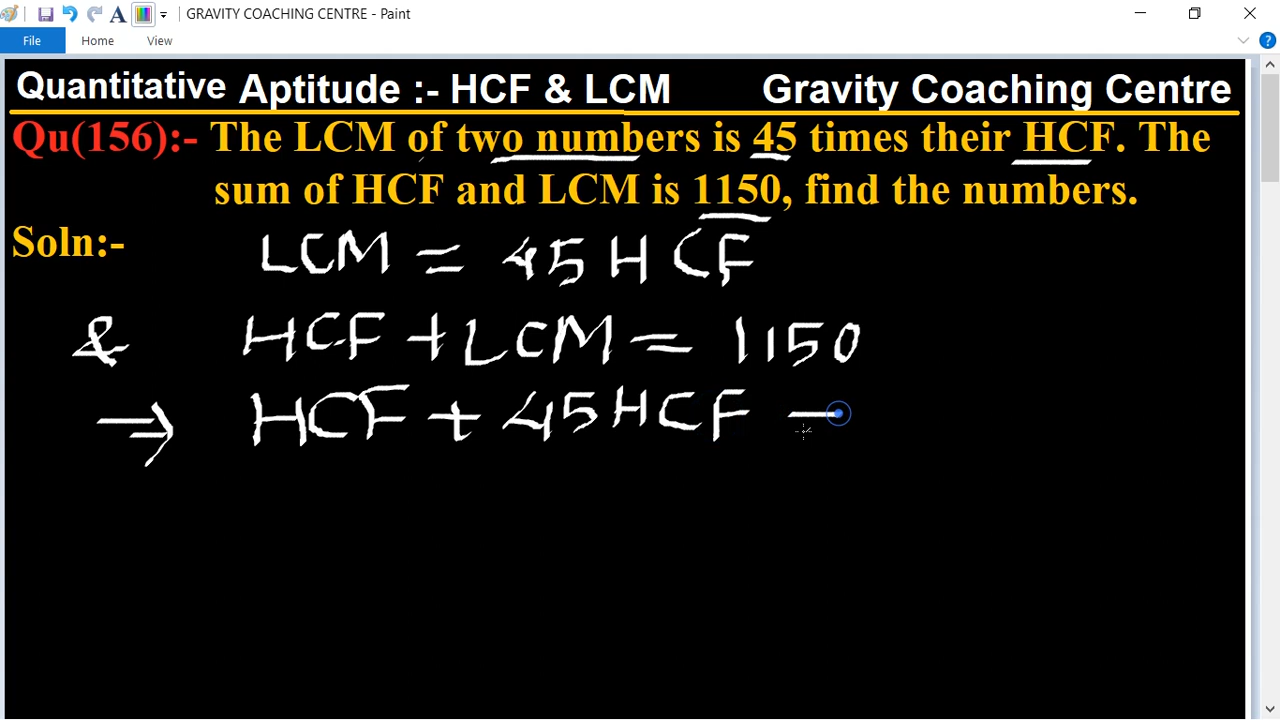 GRAVITY COACHING CENTRE - Paint
File Home View
Quantitative Aptitude :- HCF & LCM Gravity Coaching Centre
Qu(156):- The LCM of two numbers is 45 times their HCF. The
sum of HCF and LCM is 1150, find the numbers.
Soln:- LCM = 45 HCF
& HCF + LCM = 1150
⇒ HCF + 45 HCF -